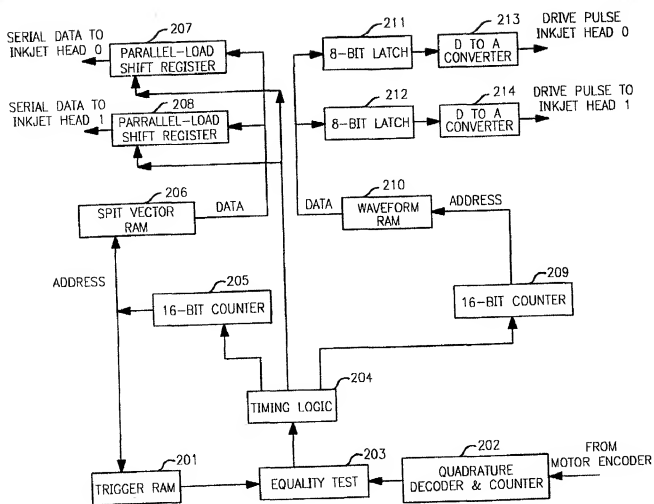 207
SERIAL DATA TO
INKJET HEAD 0
PARALLEL-LOAD
SHIFT REGISTER
208
SERIAL DATA TO
INKJET HEAD 1
PARRALLEL-LOAD
SHIFT REGISTER
211
8-BIT LATCH
213
D TO A
CONVERTER
DRIVE PULSE
INKJET HEAD 0
212
8-BIT LATCH
214
D TO A
CONVERTER
DRIVE PULSE TO
INKJET HEAD 1
206
SPIT VECTOR
RAM
DATA
210
DATA
WAVEFORM
RAM
ADDRESS
ADDRESS
205
16-BIT COUNTER
209
16-BIT COUNTER
204
TIMING LOGIC
201
TRIGGER RAM
203
EQUALITY TEST
202
QUADRATURE
DECODER & COUNTER
FROM
MOTOR ENCODER